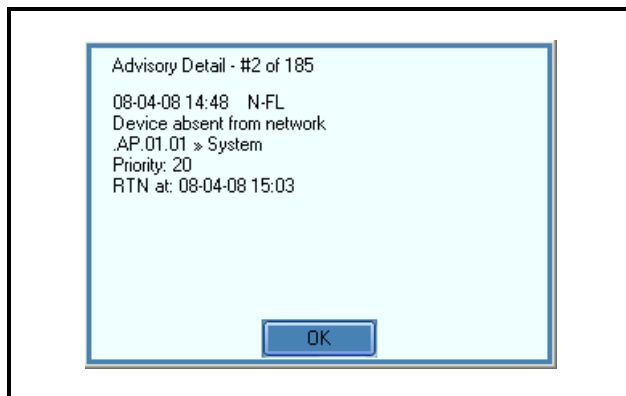 Advisory Detail - #2 of 185
08-04-08 14:48 N-FL
Device absent from network
.AP.01.01 » System
Priority: 20
RTN at: 08-04-08 15:03
OK